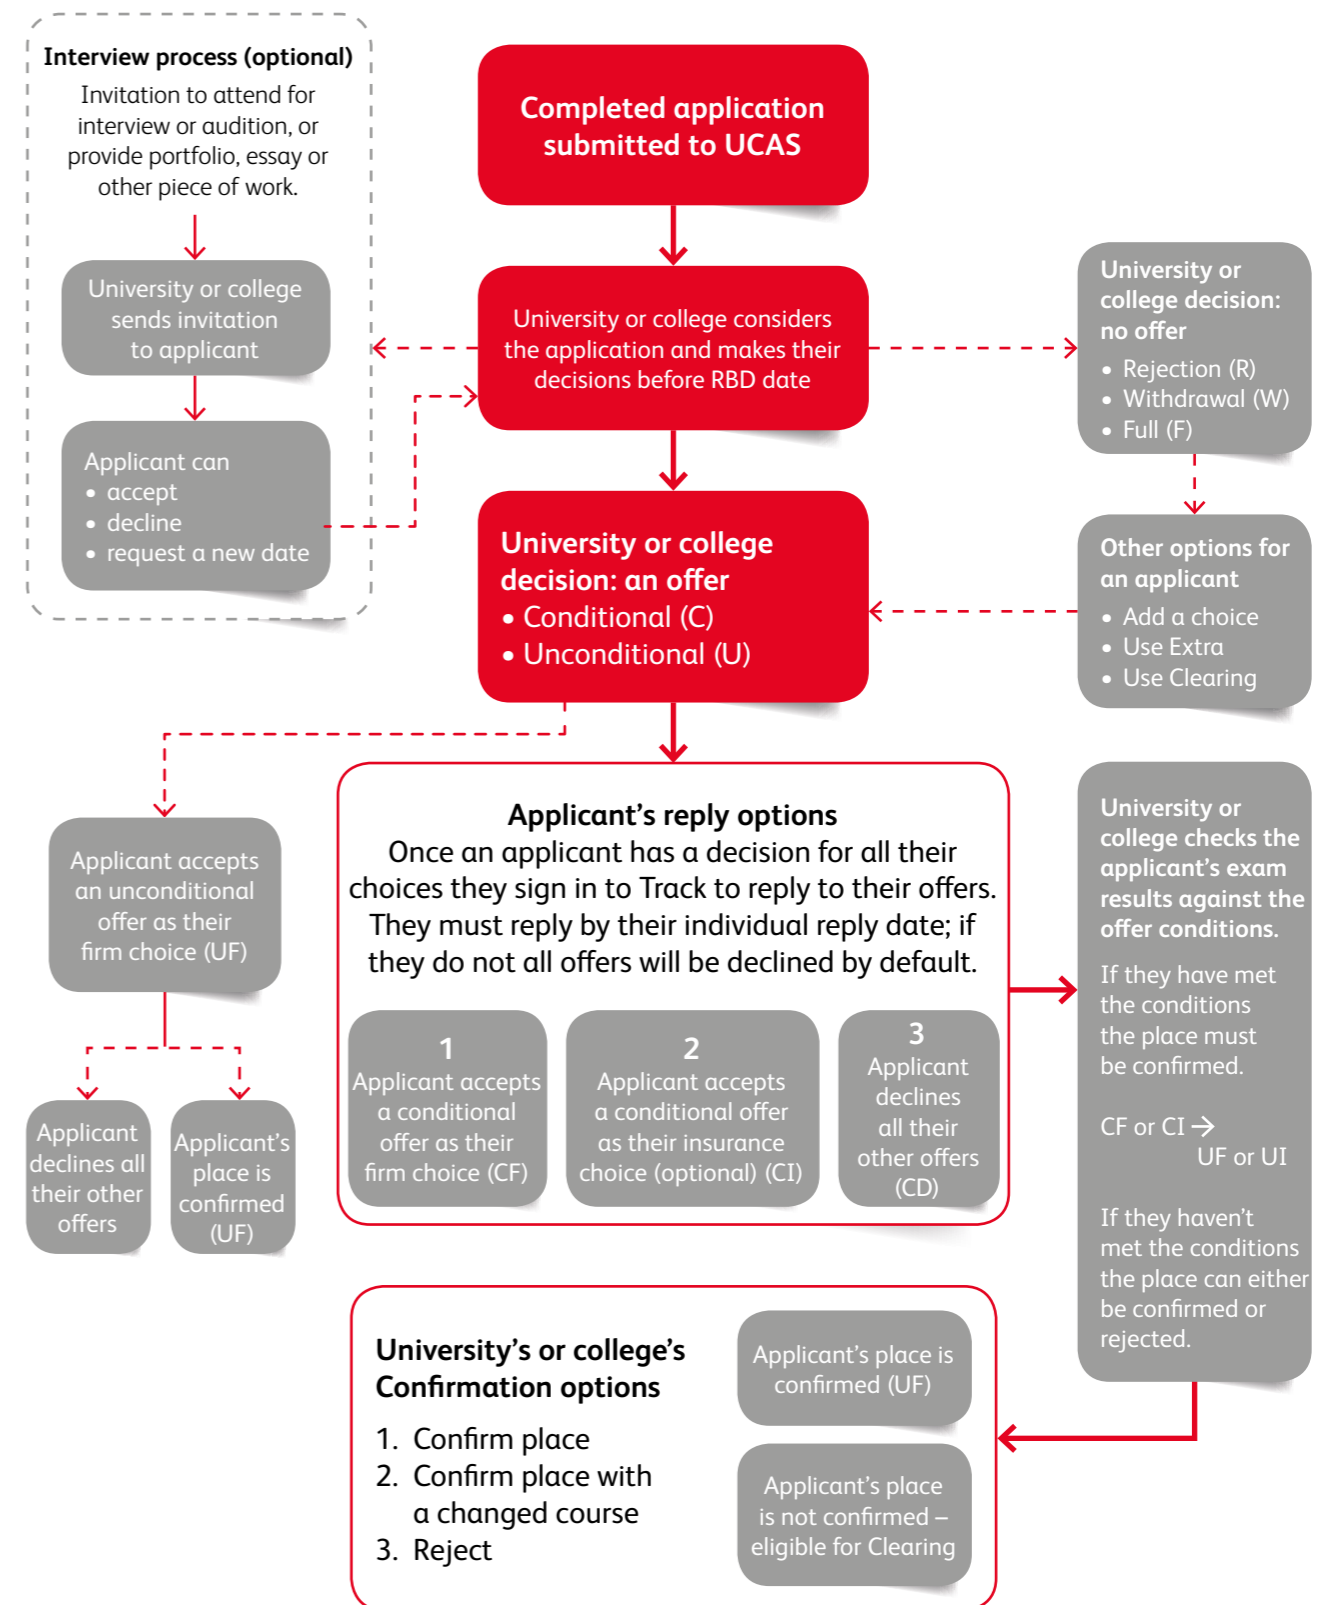 Interview process (optional)
Invitation to attend for
interview or audition, or
provide portfolio, essay or
other piece of work.
University or college
sends invitation
to applicant
Applicant can
• accept
• decline
• request a new date
Completed application
submitted to UCAS
University or college considers
the application and makes their
decisions before RBD date
University or
college decision:
no offer
• Rejection (R)
• Withdrawal (W)
• Full (F)
Other options for
an applicant
• Add a choice
• Use Extra
• Use Clearing
University or college
decision: an offer
• Conditional (C)
• Unconditional (U)
Applicant accepts
an unconditional
offer as their
firm choice (UF)
Applicant declines all
their other
offers
Applicant’s
place is
confirmed
(UF)
Applicant’s reply options
Once an applicant has a decision for all their
choices they sign in to Track to reply to their offers.
They must reply by their individual reply date; if
they do not all offers will be declined by default.
1
Applicant accepts
a conditional
offer as their
firm choice (CF)
2
Applicant accepts
a conditional offer
as their insurance
choice (optional) (CI)
3
Applicant
declines
all their
other offers
(CD)
University or
college checks the
applicant’s exam
results against the
offer conditions.
If they have met
the conditions
the place must
be confirmed.
CF or CI →
UF or UI
If they haven’t
met the conditions
the place can either
be confirmed or
rejected.
University’s or college’s
Confirmation options
1. Confirm place
2. Confirm place with
a changed course
3. Reject
Applicant’s place is
confirmed (UF)
Applicant’s place
is not confirmed –
eligible for Clearing